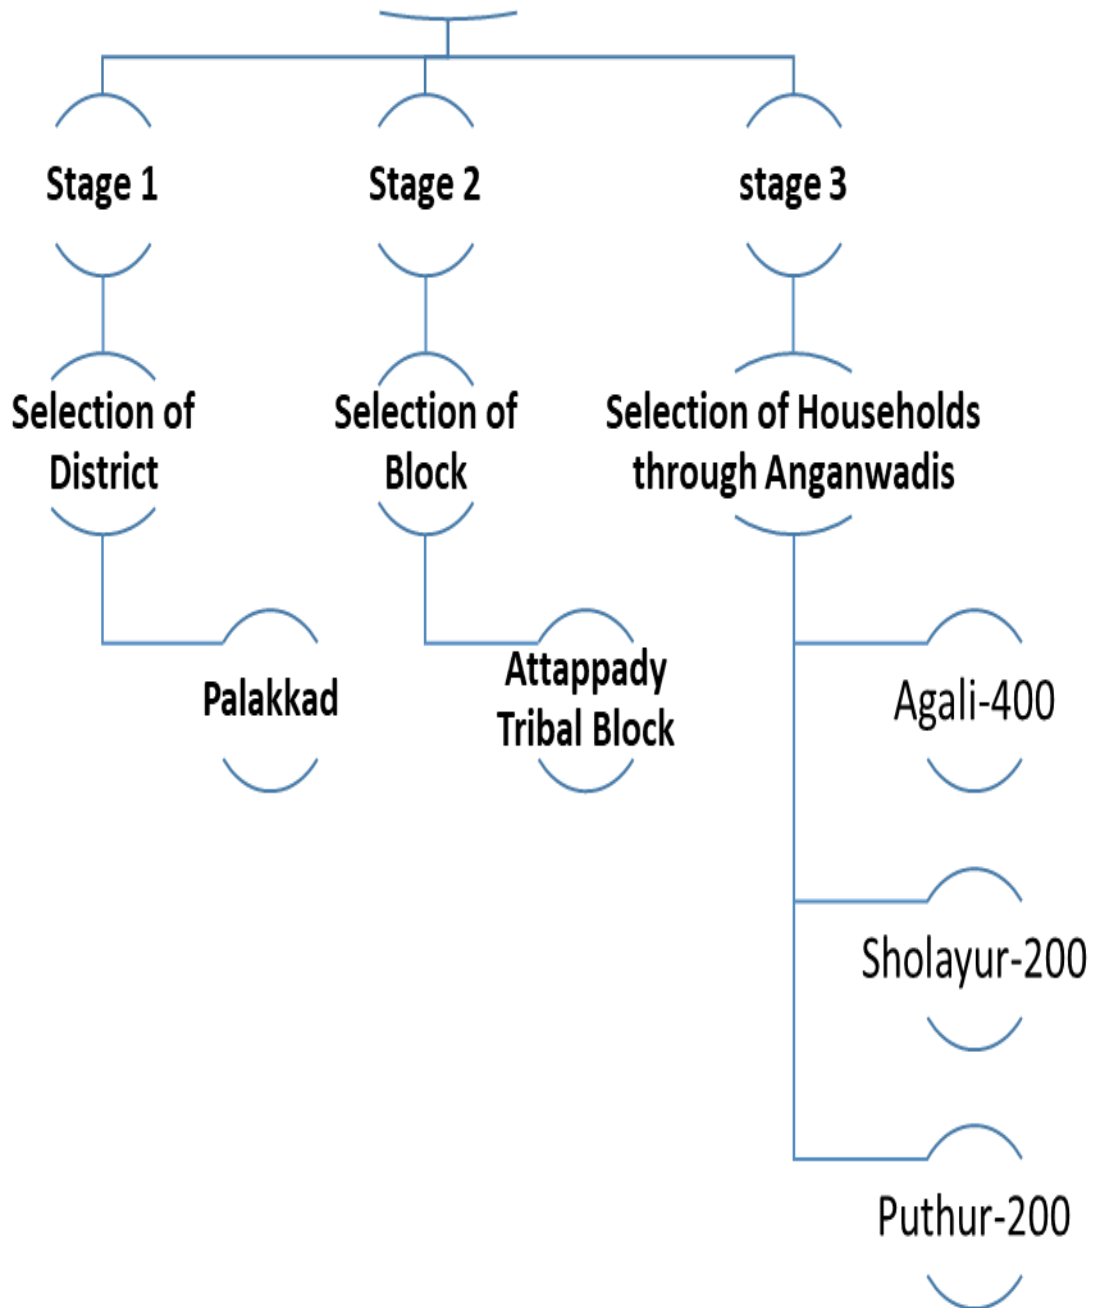 Stage 1
Stage 2
stage 3
Selection of
District
Selection of
Block
Selection of Households
through Anganwadis
Palakkad
Attappady
Tribal Block
Agali-400
Sholayur-200
Puthur-200